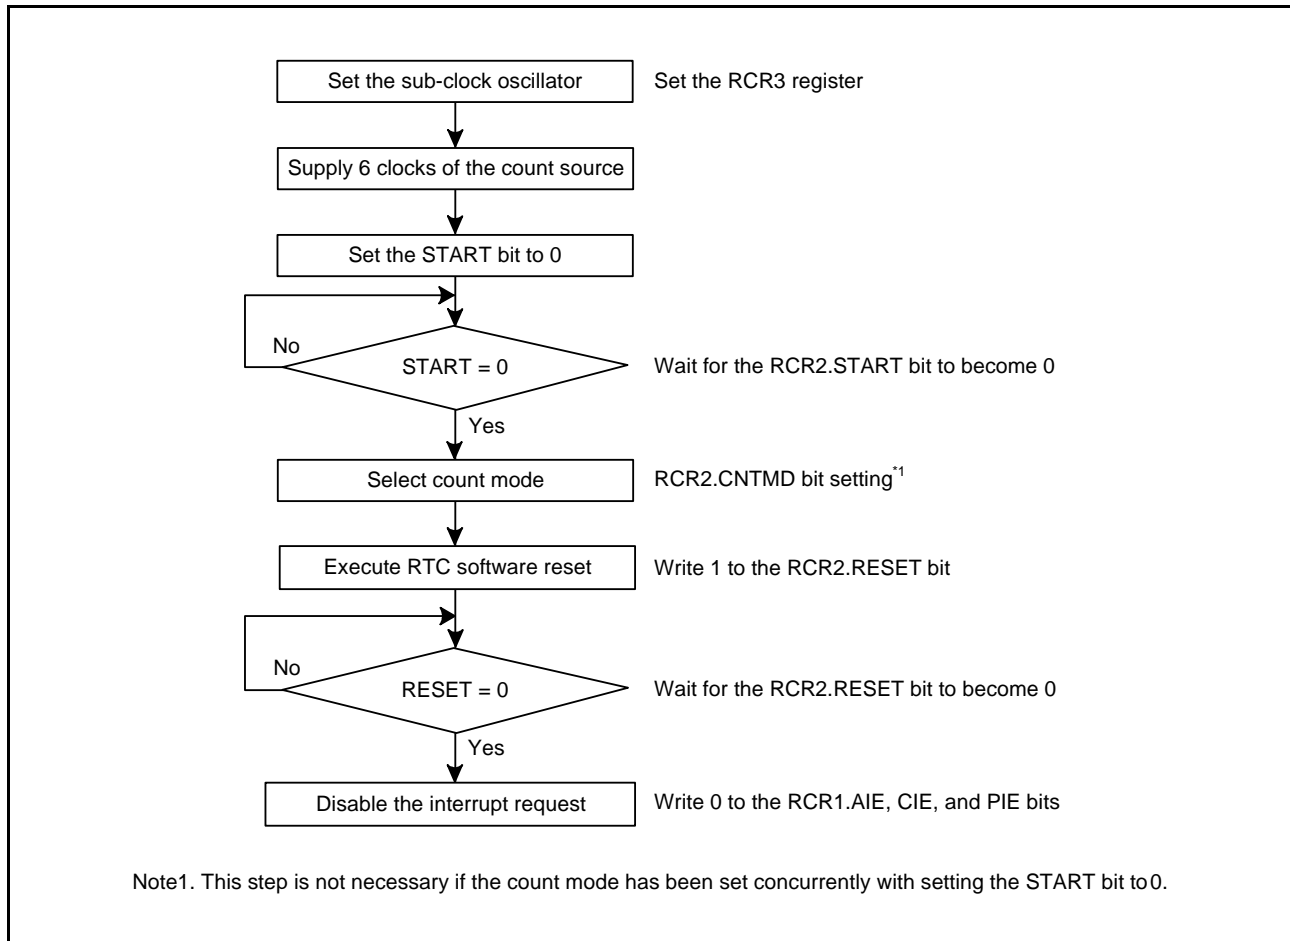 Set the sub-clock oscillator
Set the RCR3 register
Supply 6 clocks of the count source
Set the START bit to 0
No
START = 0
Wait for the RCR2.START bit to become 0
Yes
Select count mode
RCR2.CNTMD bit setting*1
Execute RTC software reset
Write 1 to the RCR2.RESET bit
No
RESET = 0
Wait for the RCR2.RESET bit to become 0
Yes
Disable the interrupt request
Write 0 to the RCR1.AIE, CIE, and PIE bits
Note1. This step is not necessary if the count mode has been set concurrently with setting the START bit to 0.